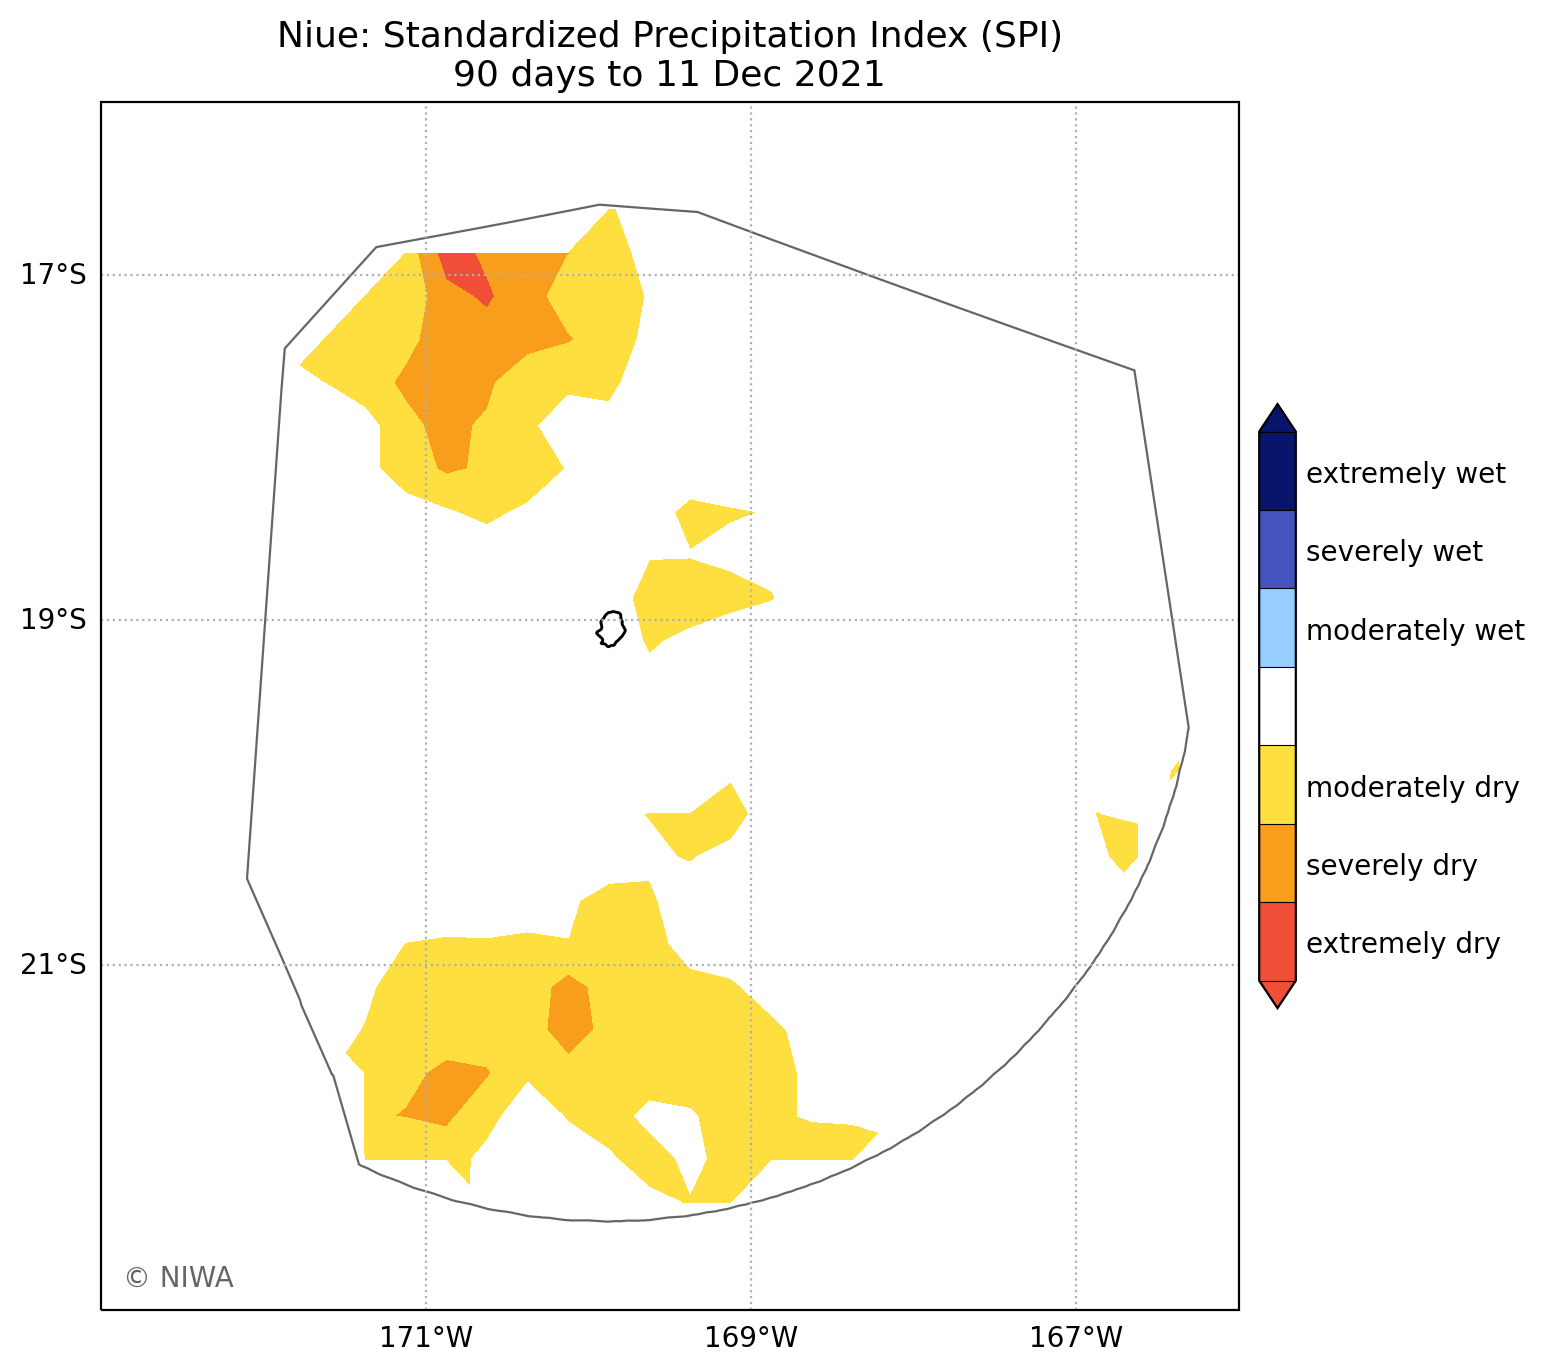 Niue: Standardized Precipitation Index (SPI)
90 days to 11 Dec 2021
17°S
19°S
21°S
171°W
169°W
167°W
extremely wet
severely wet
moderately wet
moderately dry
severely dry
extremely dry
© NIWA